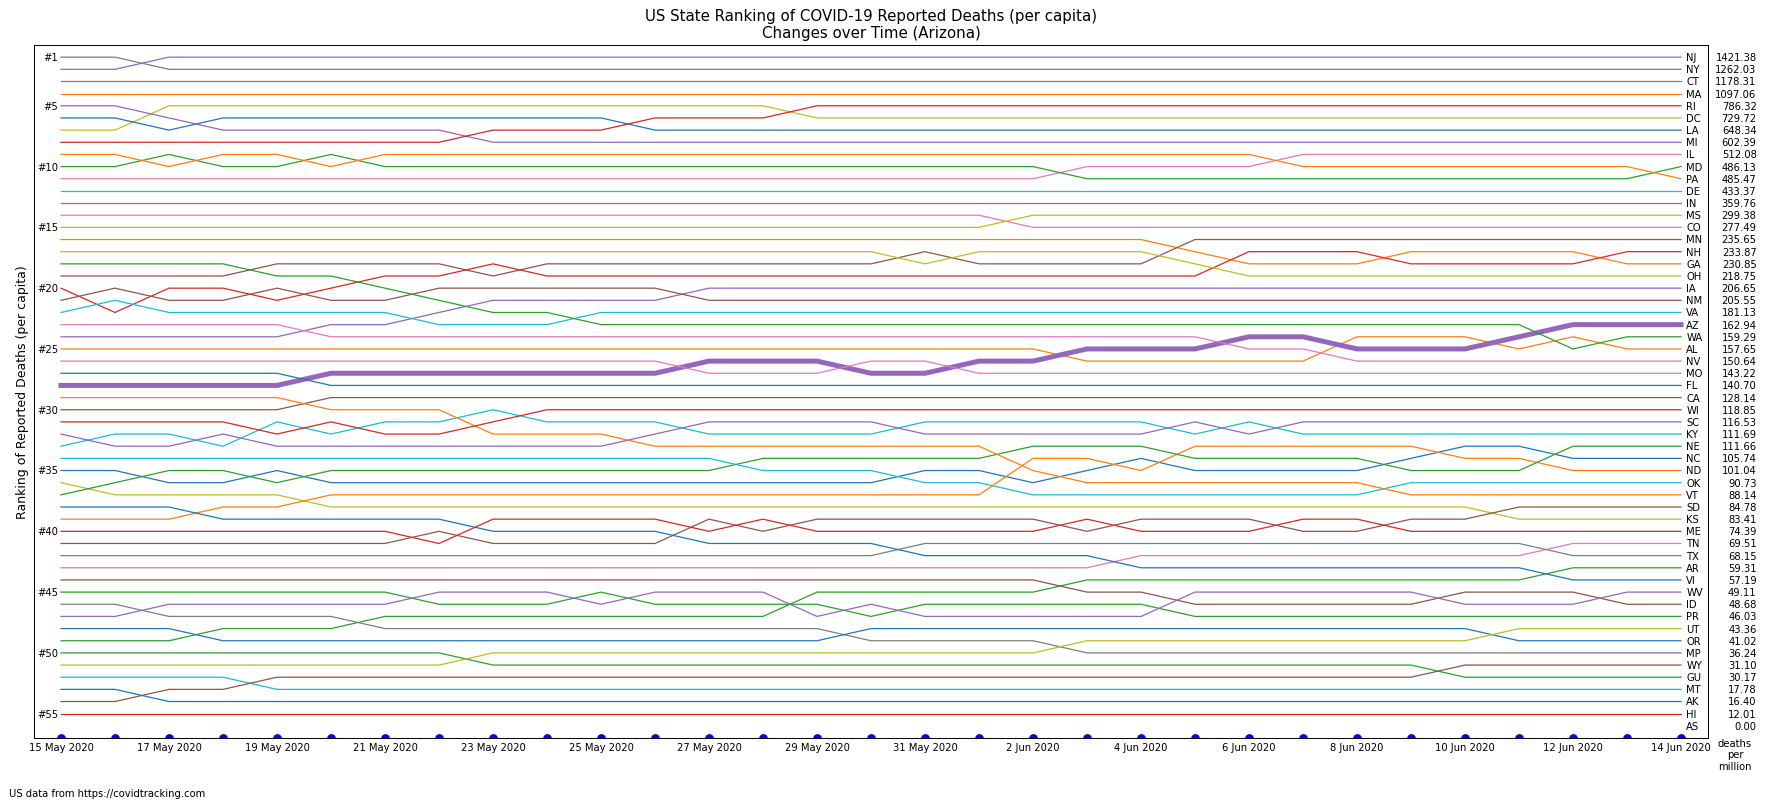 US State Ranking of COVID-19 Reported Deaths (per capita)
Changes over Time (Arizona)
Ranking of Reported Deaths (per capita)
#1
#5
#10
#15
#20
#25
#30
#35
#40
#45
#50
#55
NJ 1421.38
NY 1262.03
CT 1178.31
MA 1097.06
RI 786.32
DC 729.72
LA 648.34
MI 602.39
IL 512.08
MD 486.13
PA 485.47
DE 433.37
IN 359.76
MS 299.38
CO 277.49
MN 235.65
NH 233.87
GA 230.85
OH 218.75
IA 206.65
NM 205.55
VA 181.13
AZ 162.94
WA 159.29
AL 157.65
NV 150.64
MO 143.22
FL 140.70
CA 128.14
WI 118.85
SC 116.53
KY 111.69
NE 111.66
NC 105.74
ND 101.04
OK 90.73
VT 88.14
SD 84.78
KS 83.41
ME 74.39
TN 69.51
TX 68.15
AR 59.31
VI 57.19
WV 49.11
ID 48.68
PR 46.03
UT 43.36
OR 41.02
MP 36.24
WY 31.10
GU 30.17
MT 17.78
AK 16.40
HI 12.01
AS 0.00
15 May 2020 17 May 2020 19 May 2020 21 May 2020 23 May 2020 25 May 2020 27 May 2020 29 May 2020 31 May 2020 2 Jun 2020 4 Jun 2020 6 Jun 2020 8 Jun 2020 10 Jun 2020 12 Jun 2020 14 Jun 2020
deaths
per
million
US data from https://covidtracking.com